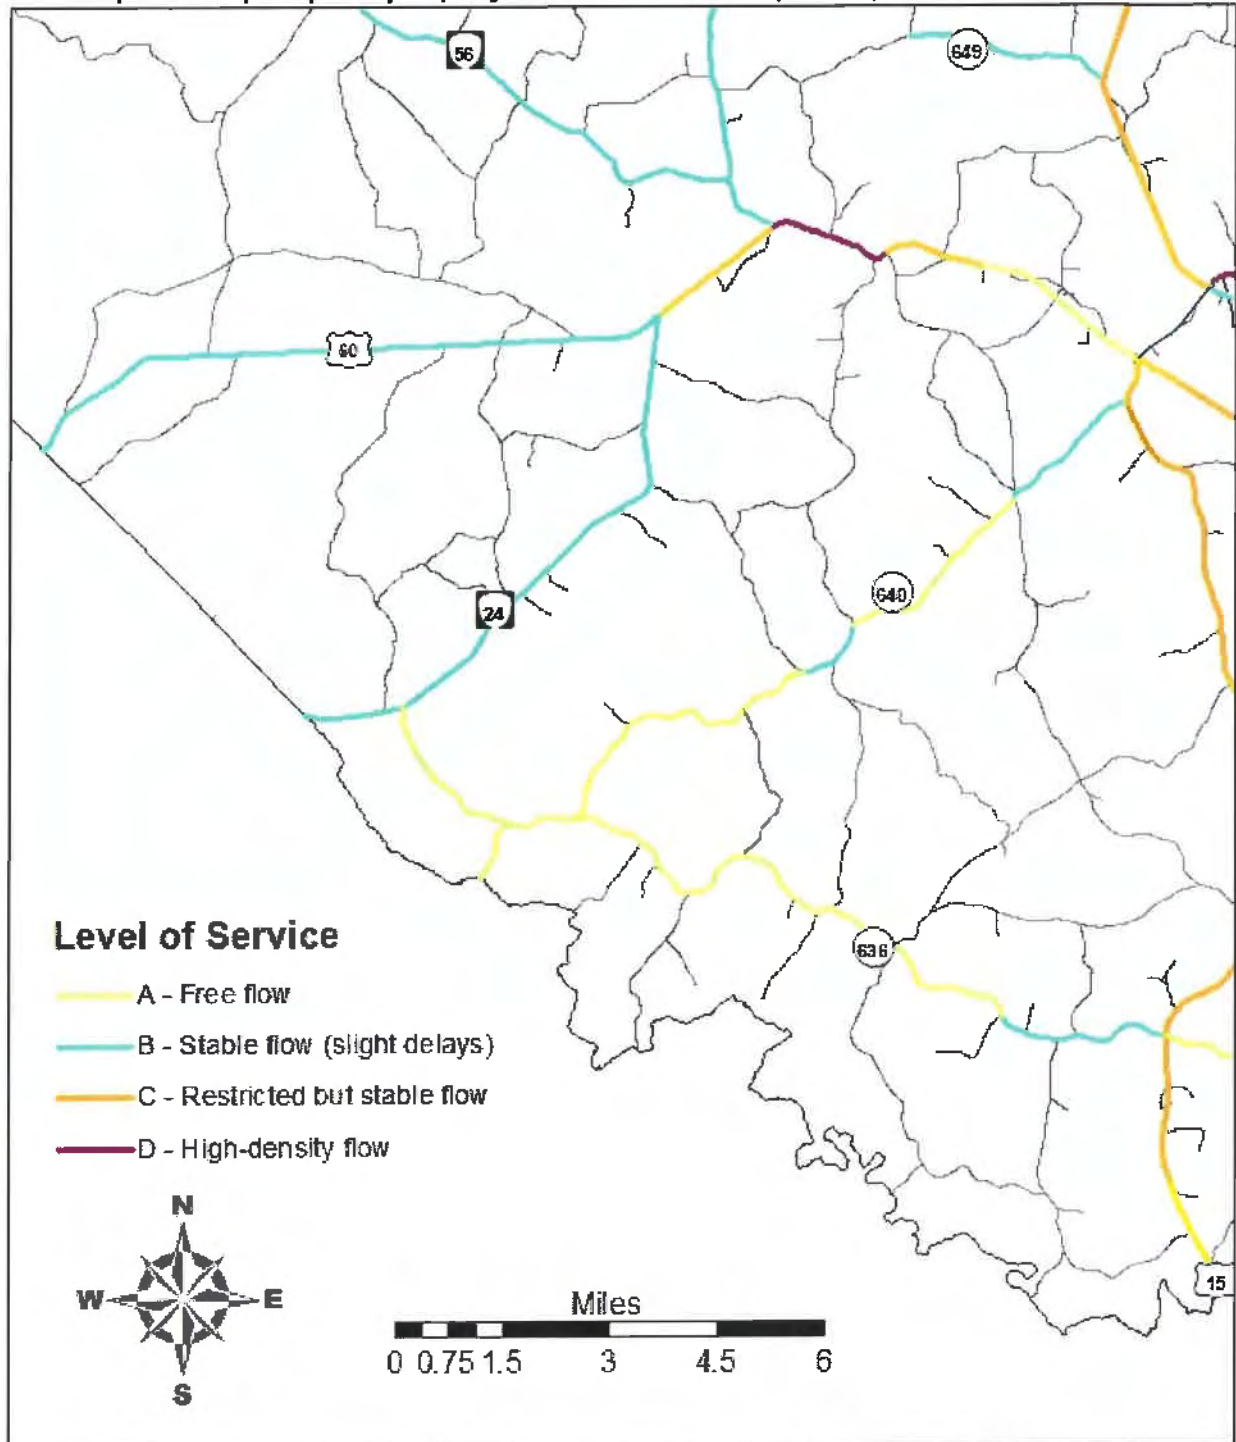 56
649
60
640
24
636
Level of Service
A - Free flow
B - Stable flow (slight delays)
C - Restricted but stable flow
D - High-density flow
N
W E
S
Miles
0 0.75 1.5 3 4.5 6
15